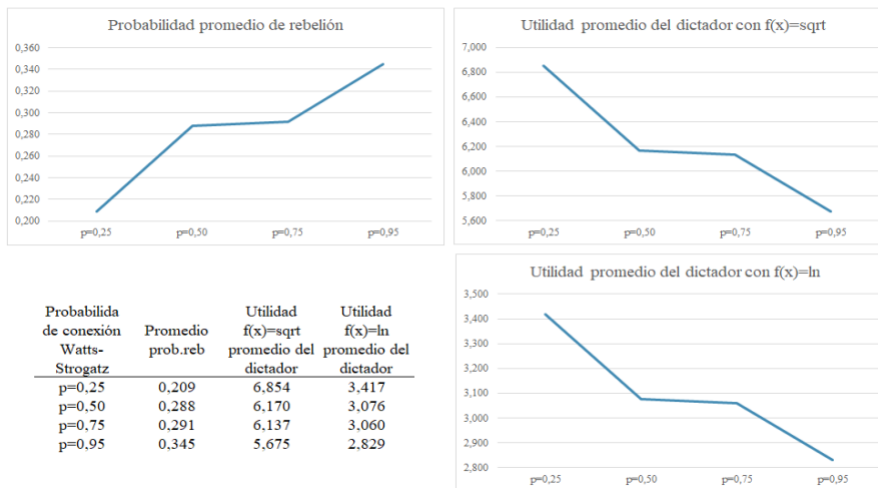 Probabilidad promedio de rebelión
0,360
0,340
0,320
0,300
0,280
0,260
0,240
0,220
0,200
p=0,25 p=0,50 p=0,75 p=0,95
Utilidad promedio del dictador con f(x)=sqrt
7,000
6,800
6,600
6,400
6,200
6,000
5,800
5,600
p=0,25 p=0,50 p=0,75 p=0,95
Probabilida de conexión Watts-Strogatz Promedio prob.reb Utilidad f(x)=sqrt promedio del dictador Utilidad f(x)=ln promedio del dictador
p=0,25 0,209 6,854 3,417
p=0,50 0,288 6,170 3,076
p=0,75 0,291 6,137 3,060
p=0,95 0,345 5,675 2,829
Utilidad promedio del dictador con f(x)=ln
3,500
3,400
3,300
3,200
3,100
3,000
2,900
2,800
p=0,25 p=0,50 p=0,75 p=0,95